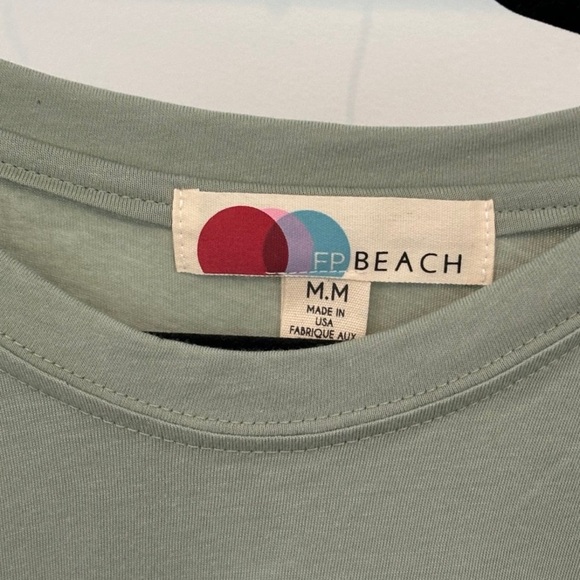 FP BEACH
M.M
MADE IN
USA
FABRIQUE AUX